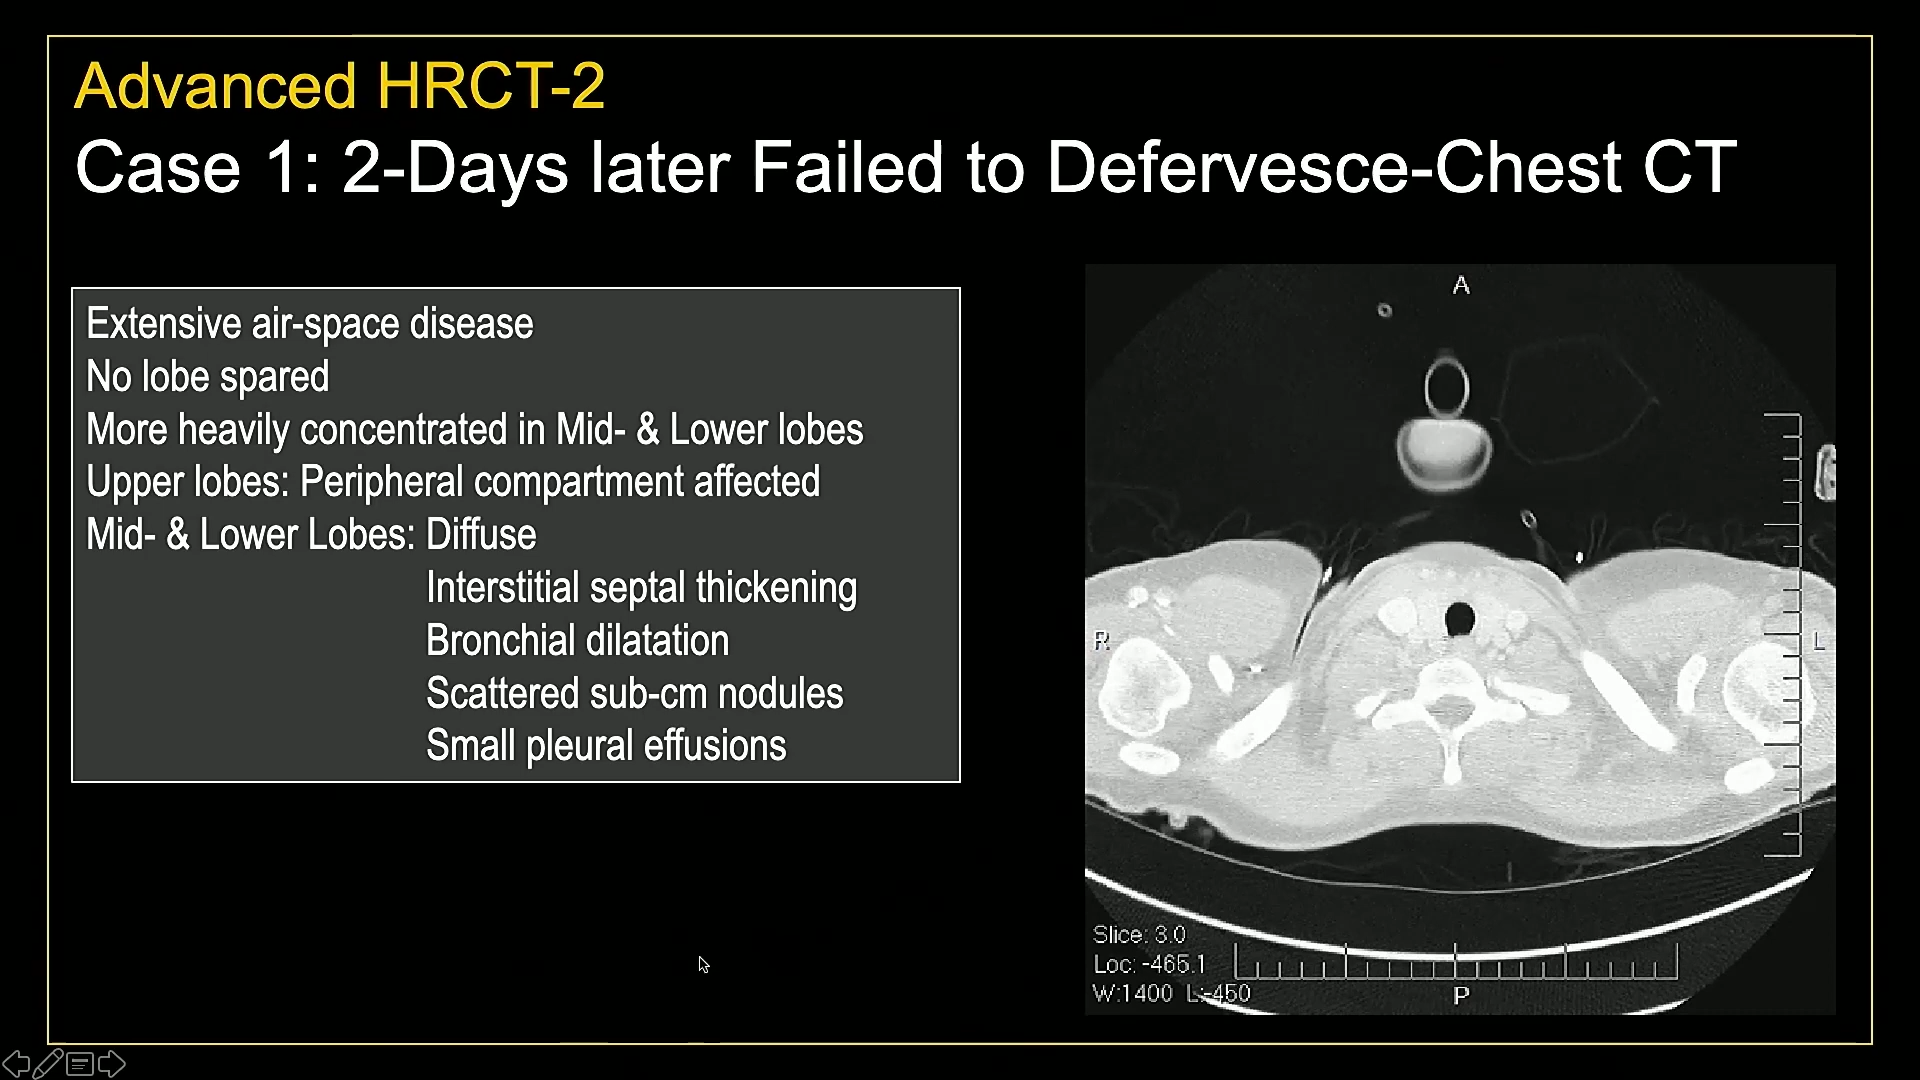 Advanced HRCT-2
Case 1: 2-Days later Failed to Defervesce-Chest CT
Extensive air-space disease
No lobe spared
More heavily concentrated in Mid- & Lower lobes
Upper lobes: Peripheral compartment affected
Mid- & Lower Lobes: Diffuse
Interstitial septal thickening
Bronchial dilatation
Scattered sub-cm nodules
Small pleural effusions
A
R
L
Slice: 3.0
Loc: -465.1
W:1400 L:-450
P